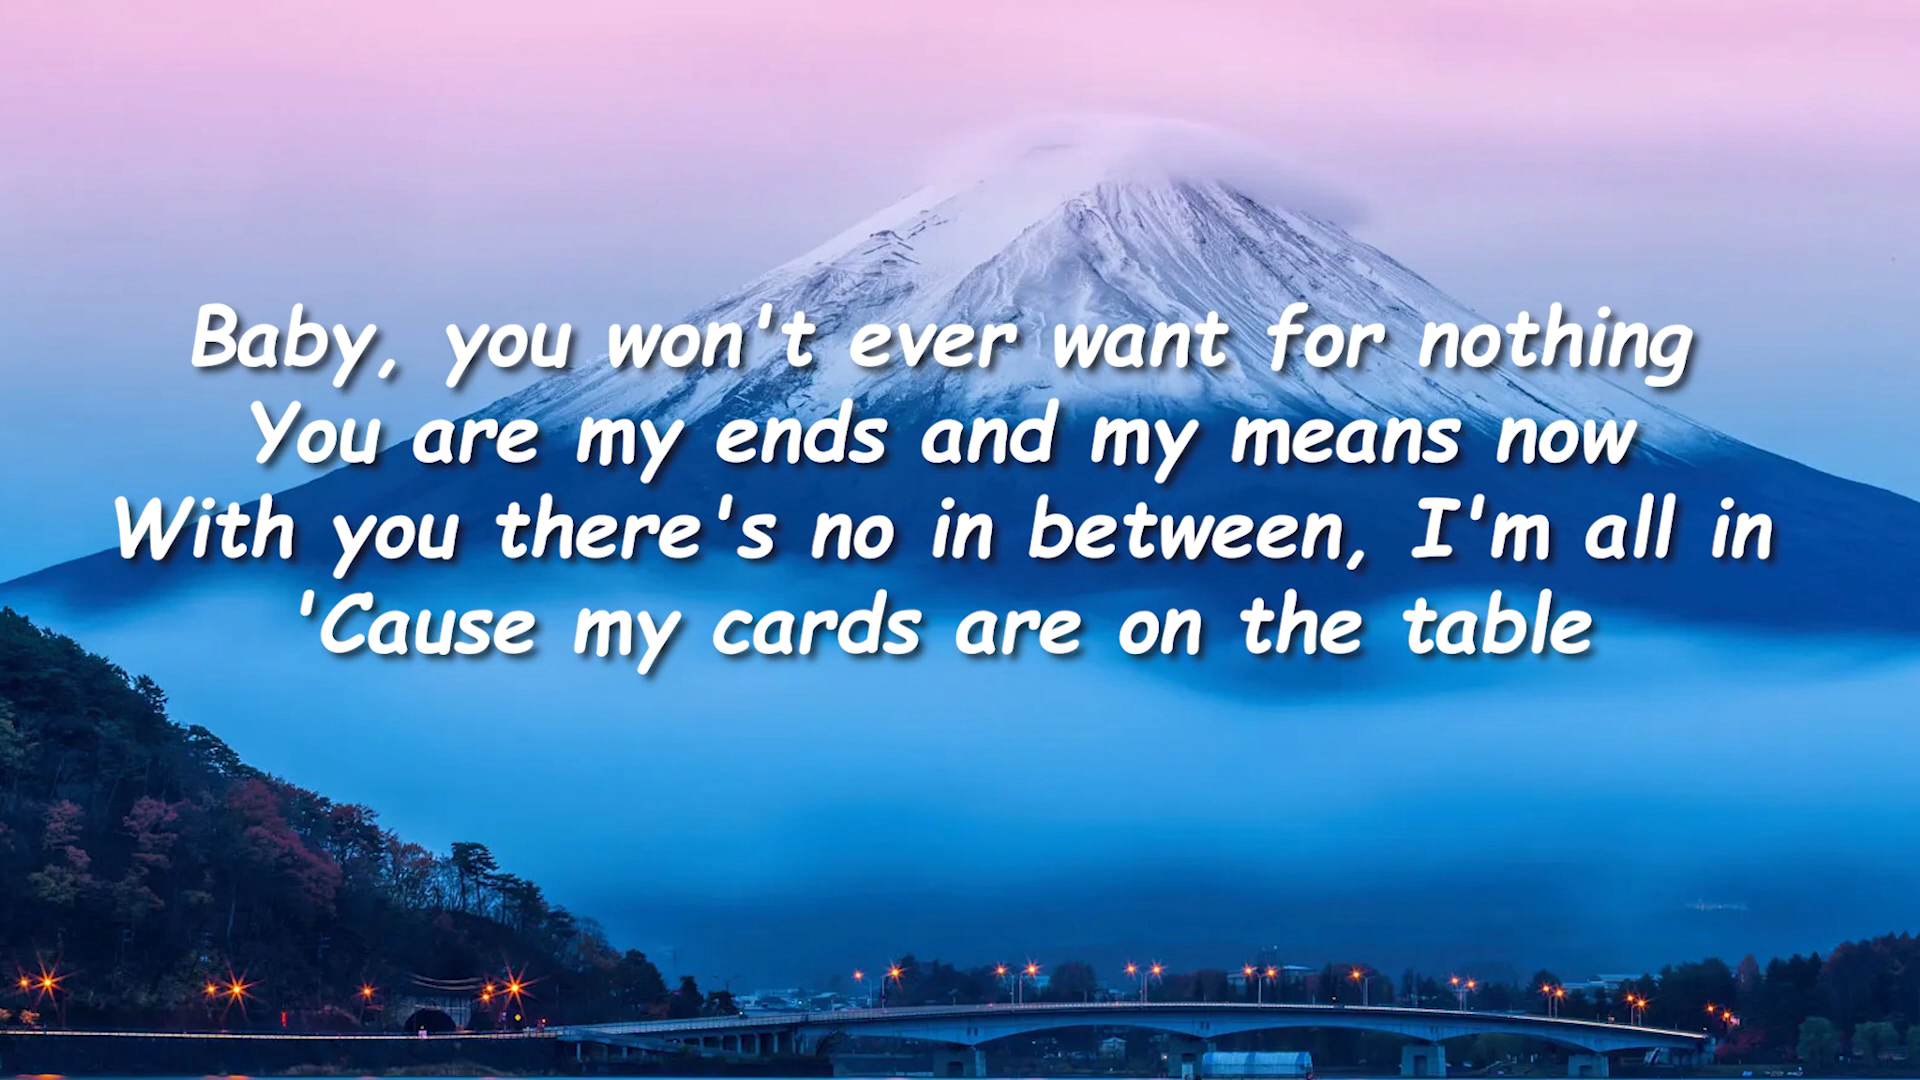 Baby, you won't ever want for nothing
You are my ends and my means now
With you there's no in between, I'm all in
'Cause my cards are on the table